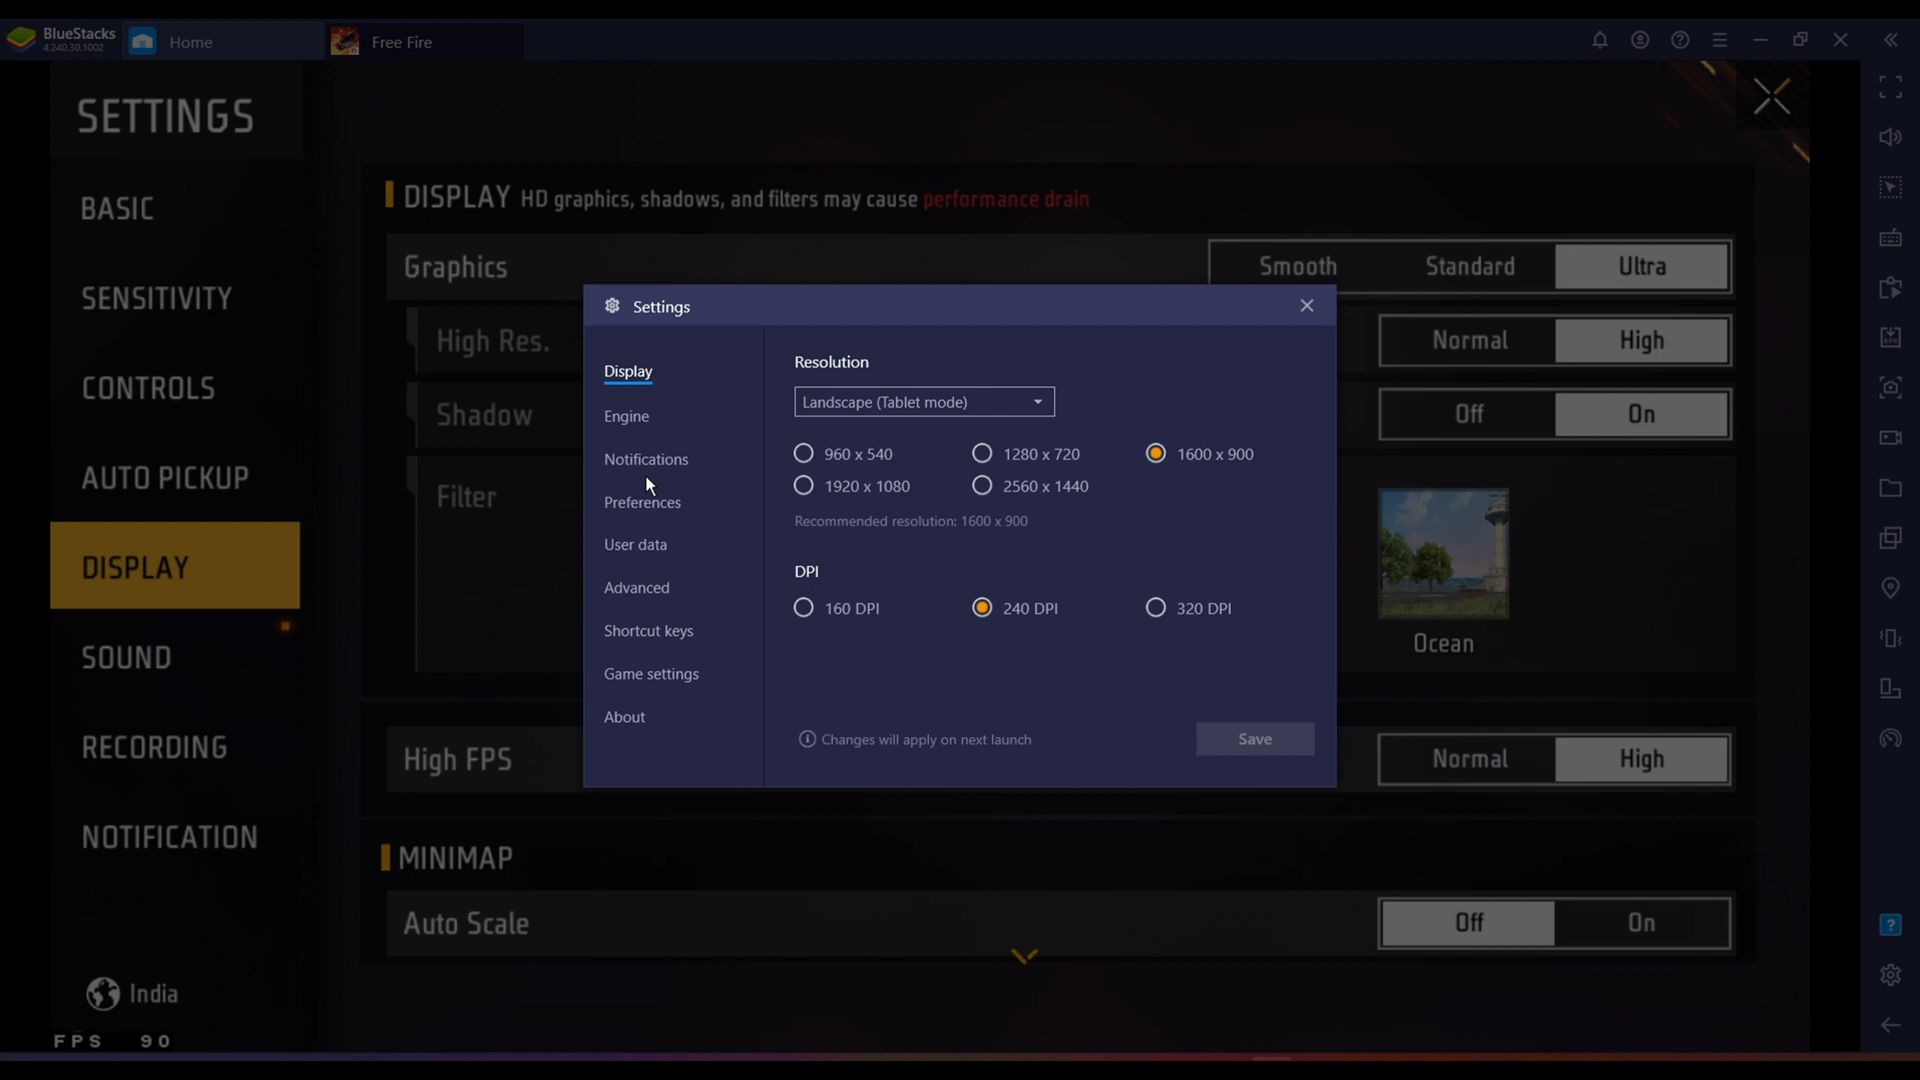 BlueStacks
4.240.30.1002
Home
Free Fire
SETTINGS
BASIC
SENSITIVITY
CONTROLS
AUTO PICKUP
DISPLAY
SOUND
RECORDING
NOTIFICATION
India
FPS 90
DISPLAY HD graphics, shadows, and filters may cause performance drain
Graphics
Smooth
Standard
Ultra
High Res.
Normal
High
Shadow
Off
On
Filter
Ocean
High FPS
Normal
High
MINIMAP
Auto Scale
Off
On
Settings
Display
Engine
Notifications
Preferences
User data
Advanced
Shortcut keys
Game settings
About
Resolution
Landscape (Tablet mode)
960 x 540
1280 x 720
1600 x 900
1920 x 1080
2560 x 1440
Recommended resolution: 1600 x 900
DPI
160 DPI
240 DPI
320 DPI
Changes will apply on next launch
Save